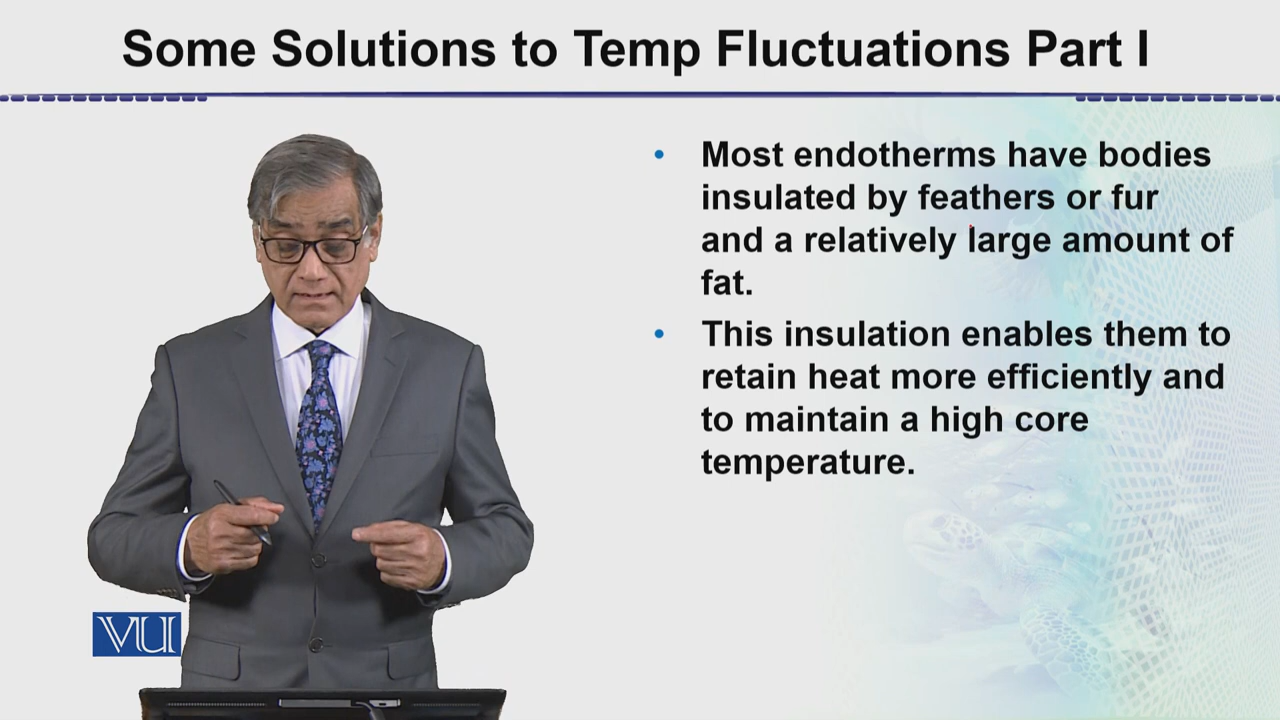 Some Solutions to Temp Fluctuations Part I
• Most endotherms have bodies
insulated by feathers or fur
and a relatively large amount of
fat.
• This insulation enables them to
retain heat more efficiently and
to maintain a high core
temperature.
VU